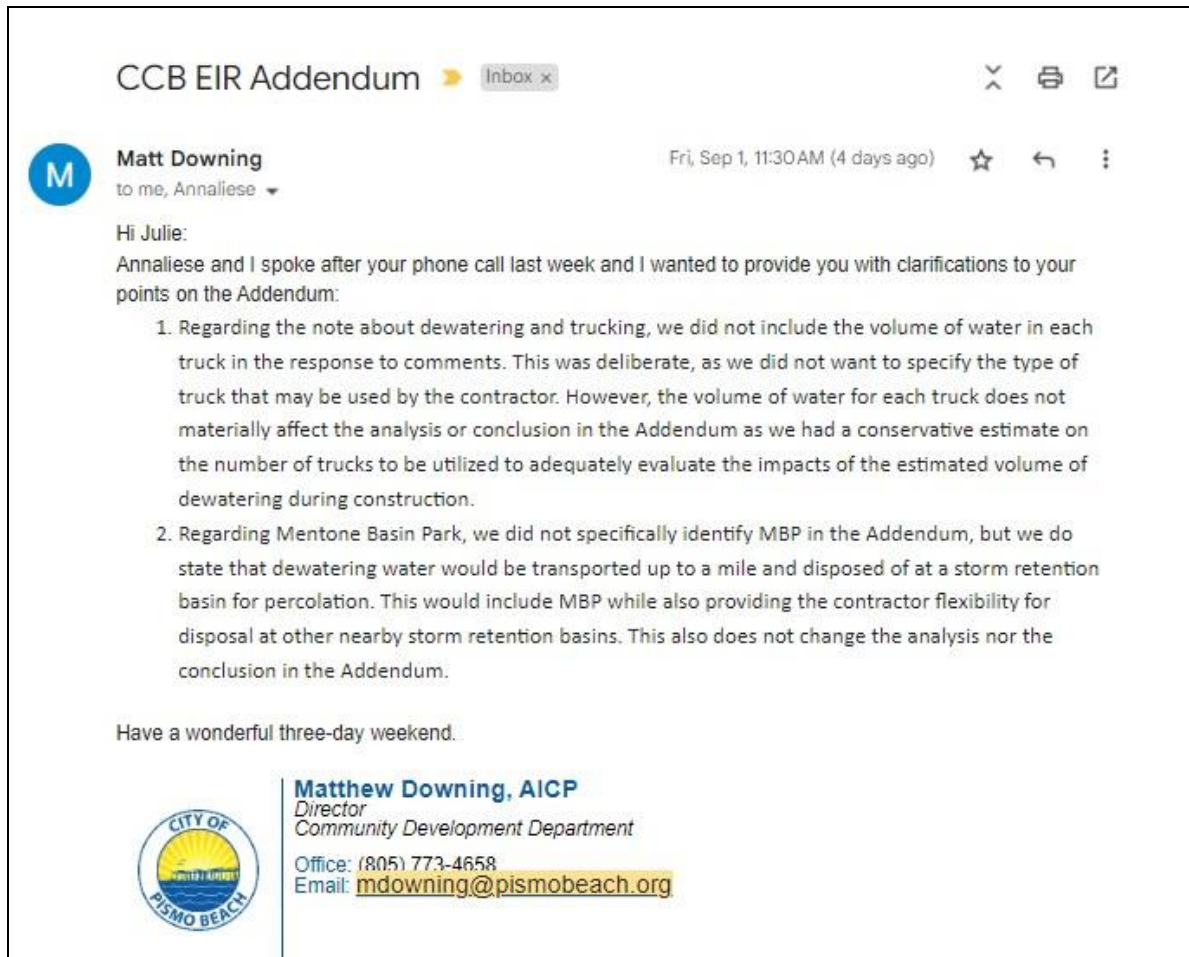 CCB EIR Addendum Inbox x
M
Matt Downing Fri, Sep 1, 11:30 AM (4 days ago)
to me, Annaliese
Hi Julie:
Annaliese and I spoke after your phone call last week and I wanted to provide you with clarifications to your
points on the Addendum:
1. Regarding the note about dewatering and trucking, we did not include the volume of water in each
truck in the response to comments. This was deliberate, as we did not want to specify the type of
truck that may be used by the contractor. However, the volume of water for each truck does not
materially affect the analysis or conclusion in the Addendum as we had a conservative estimate on
the number of trucks to be utilized to adequately evaluate the impacts of the estimated volume of
dewatering during construction.
2. Regarding Mentone Basin Park, we did not specifically identify MBP in the Addendum, but we do
state that dewatering water would be transported up to a mile and disposed of at a storm retention
basin for percolation. This would include MBP while also providing the contractor flexibility for
disposal at other nearby storm retention basins. This also does not change the analysis nor the
conclusion in the Addendum.
Have a wonderful three-day weekend.
CITY OF
PISMO BEACH
Matthew Downing, AICP
Director
Community Development Department
Office: (805) 773-4658
Email: mdowning@pismobeach.org